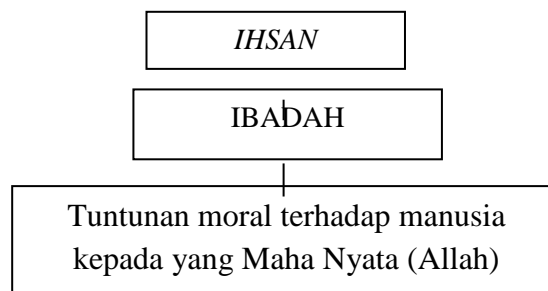 IHSAN
IBADAH
Tuntunan moral terhadap manusia
kepada yang Maha Nyata (Allah)